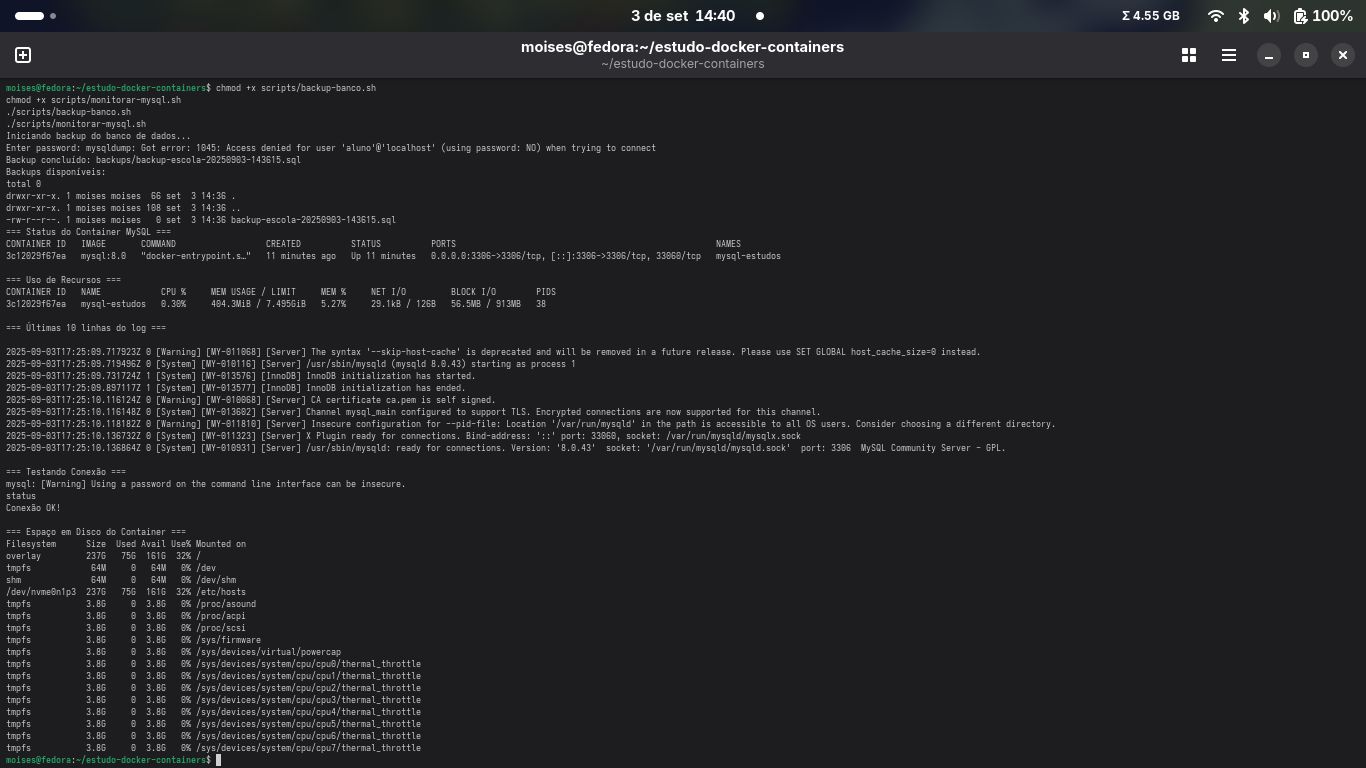 3 de set 14:40
Σ 4.55 GB
100%
moises@fedora:~/estudo-docker-containers
~/estudo-docker-containers
moises@fedora:~/estudo-docker-containers$ chmod +x scripts/backup-banco.sh
chmod +x scripts/monitorar-mysql.sh
./scripts/backup-banco.sh
./scripts/monitorar-mysql.sh
Iniciando backup do banco de dados...
Enter password: mysqldump: Got error: 1045: Access denied for user 'aluno'@'localhost' (using password: NO) when trying to connect
Backup concluído: backups/backup-escola-20250903-143615.sql
Backups disponíveis:
total 0
drwxr-xr-x. 1 moises moises  66 set  3 14:36 .
drwxr-xr-x. 1 moises moises 108 set  3 14:36 ..
-rw-r--r--. 1 moises moises   0 set  3 14:36 backup-escola-20250903-143615.sql
=== Status do Container MySQL ===
CONTAINER ID   IMAGE       COMMAND                  CREATED          STATUS          PORTS                                                    NAMES
3c12029f67ea   mysql:8.0   "docker-entrypoint.s…"   11 minutes ago   Up 11 minutes   0.0.0.0:3306->3306/tcp, [::]:3306->3306/tcp, 33060/tcp   mysql-estudos
=== Uso de Recursos ===
CONTAINER ID   NAME            CPU %     MEM USAGE / LIMIT     MEM %     NET I/O         BLOCK I/O        PIDS
3c12029f67ea   mysql-estudos   0.30%     404.3MiB / 7.495GiB   5.27%     29.1kB / 126B   56.5MB / 913MB   38
=== Últimas 10 linhas do log ===
2025-09-03T17:25:09.717923Z 0 [Warning] [MY-011068] [Server] The syntax '--skip-host-cache' is deprecated and will be removed in a future release. Please use SET GLOBAL host_cache_size=0 instead.
2025-09-03T17:25:09.719496Z 0 [System] [MY-010116] [Server] /usr/sbin/mysqld (mysqld 8.0.43) starting as process 1
2025-09-03T17:25:09.731724Z 1 [System] [MY-013576] [InnoDB] InnoDB initialization has started.
2025-09-03T17:25:09.897117Z 1 [System] [MY-013577] [InnoDB] InnoDB initialization has ended.
2025-09-03T17:25:10.116124Z 0 [Warning] [MY-010068] [Server] CA certificate ca.pem is self signed.
2025-09-03T17:25:10.116148Z 0 [System] [MY-013602] [Server] Channel mysql_main configured to support TLS. Encrypted connections are now supported for this channel.
2025-09-03T17:25:10.118182Z 0 [Warning] [MY-011810] [Server] Insecure configuration for --pid-file: Location '/var/run/mysqld' in the path is accessible to all OS users. Consider choosing a different directory.
2025-09-03T17:25:10.136732Z 0 [System] [MY-011323] [Server] X Plugin ready for connections. Bind-address: '::' port: 33060, socket: /var/run/mysqld/mysqlx.sock
2025-09-03T17:25:10.136864Z 0 [System] [MY-010931] [Server] /usr/sbin/mysqld: ready for connections. Version: '8.0.43'  socket: '/var/run/mysqld/mysqld.sock'  port: 3306  MySQL Community Server - GPL.
=== Testando Conexão ===
mysql: [Warning] Using a password on the command line interface can be insecure.
status
Conexão OK!
=== Espaço em Disco do Container ===
Filesystem      Size  Used Avail Use% Mounted on
overlay         237G   75G  161G  32% /
tmpfs            64M     0   64M   0% /dev
shm              64M     0   64M   0% /dev/shm
/dev/nvme0n1p3  237G   75G  161G  32% /etc/hosts
tmpfs           3.8G     0  3.8G   0% /proc/asound
tmpfs           3.8G     0  3.8G   0% /proc/acpi
tmpfs           3.8G     0  3.8G   0% /proc/scsi
tmpfs           3.8G     0  3.8G   0% /sys/firmware
tmpfs           3.8G     0  3.8G   0% /sys/devices/virtual/powercap
tmpfs           3.8G     0  3.8G   0% /sys/devices/system/cpu/cpu0/thermal_throttle
tmpfs           3.8G     0  3.8G   0% /sys/devices/system/cpu/cpu1/thermal_throttle
tmpfs           3.8G     0  3.8G   0% /sys/devices/system/cpu/cpu2/thermal_throttle
tmpfs           3.8G     0  3.8G   0% /sys/devices/system/cpu/cpu3/thermal_throttle
tmpfs           3.8G     0  3.8G   0% /sys/devices/system/cpu/cpu4/thermal_throttle
tmpfs           3.8G     0  3.8G   0% /sys/devices/system/cpu/cpu5/thermal_throttle
tmpfs           3.8G     0  3.8G   0% /sys/devices/system/cpu/cpu6/thermal_throttle
tmpfs           3.8G     0  3.8G   0% /sys/devices/system/cpu/cpu7/thermal_throttle
moises@fedora:~/estudo-docker-containers$